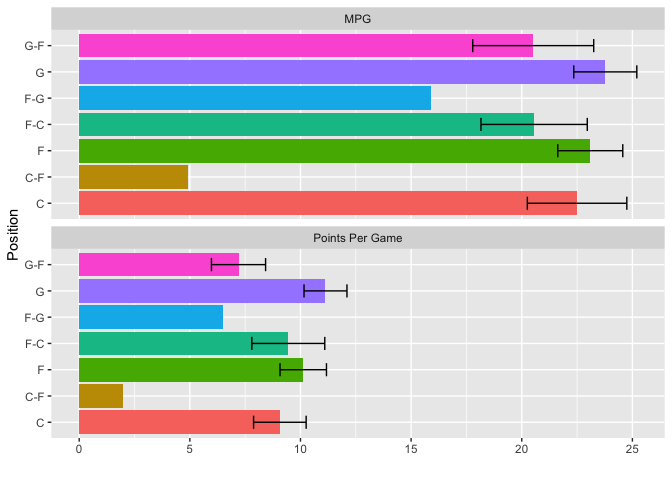 MPG
G-F
G
F-G
F-C
F
C-F
C
Position
Points Per Game
G-F
G
F-G
F-C
F
C-F
C
0 5 10 15 20 25